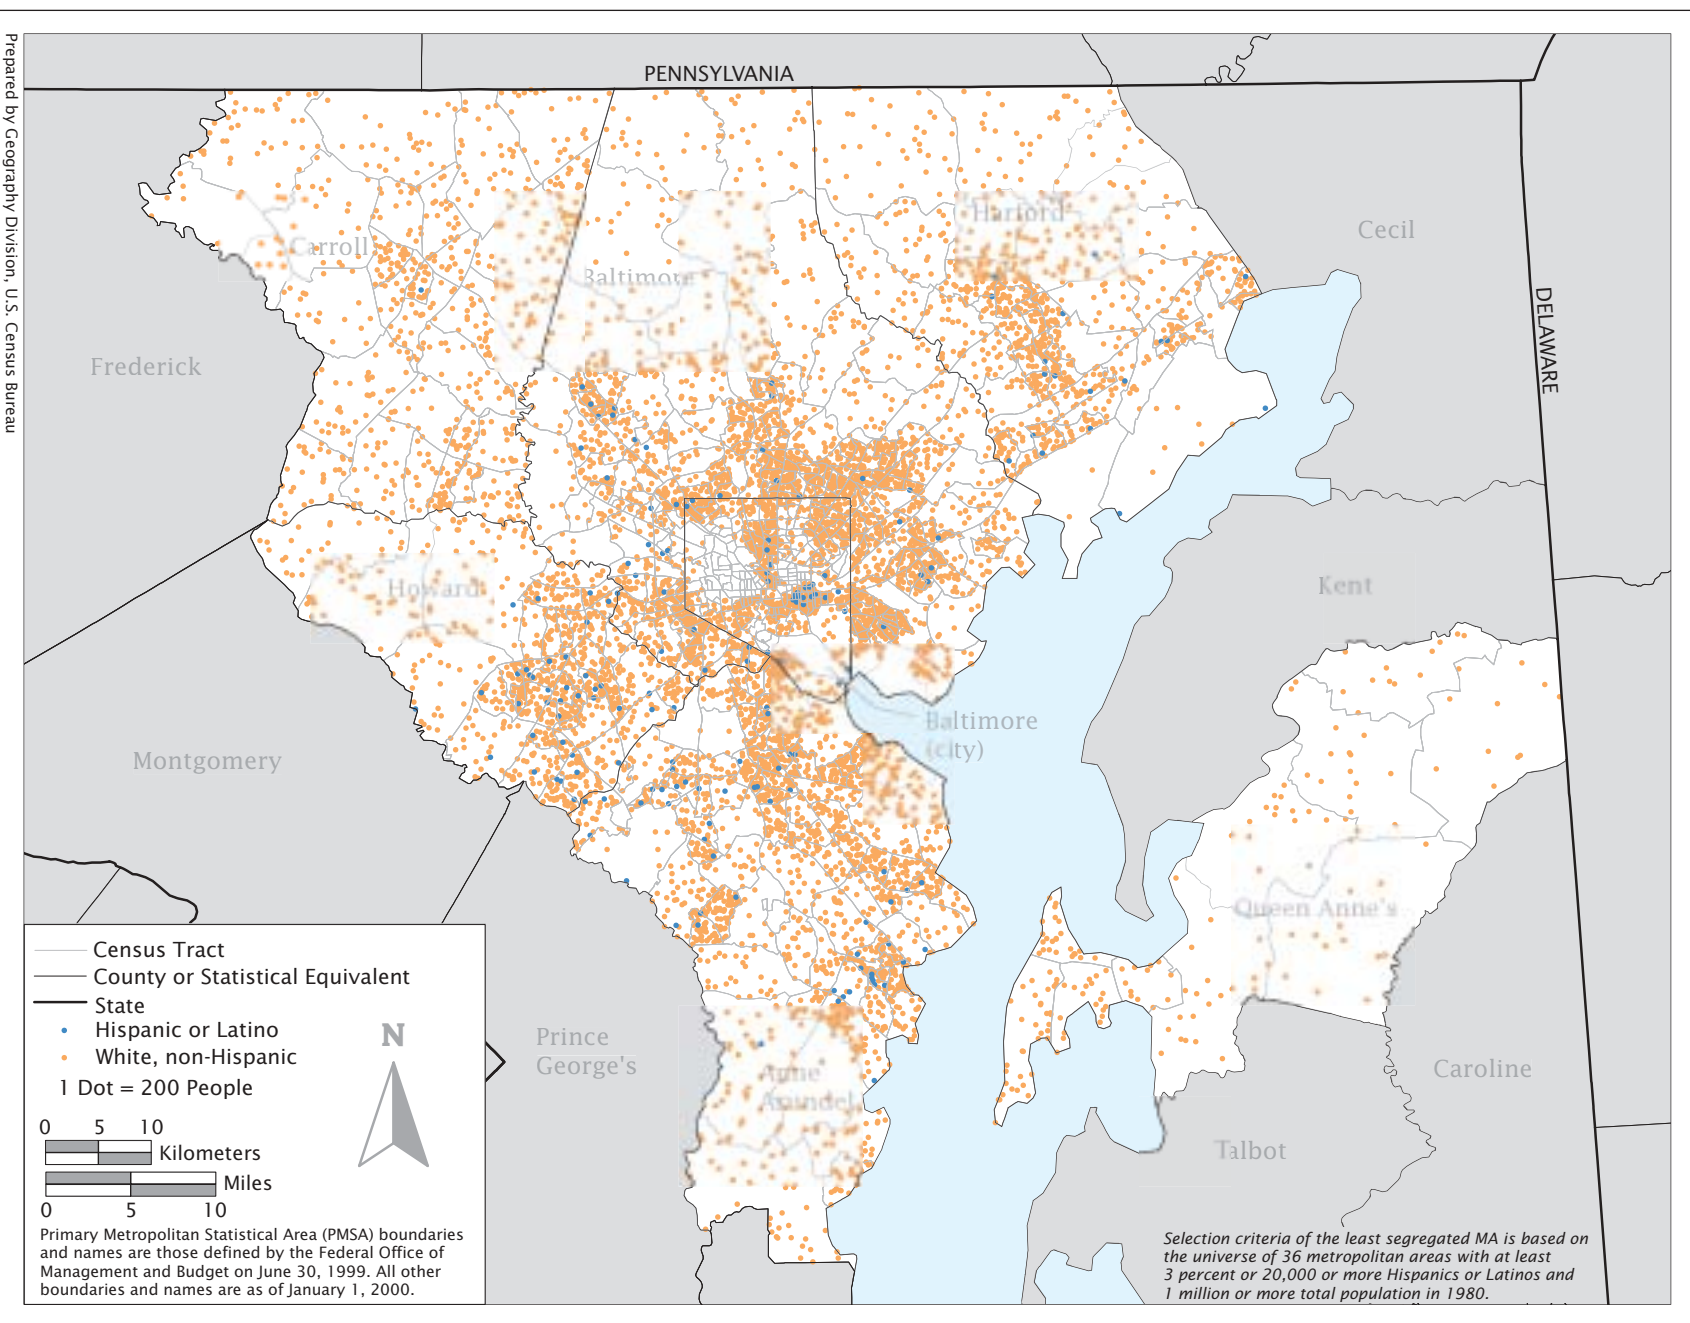 Prepared by Geography Division, U.S. Census Bureau
PENNSYLVANIA
DELAWARE
Harford
Cecil
Carroll
Baltimore
Frederick
Howard
Kent
Baltimore
(city)
Montgomery
Queen Anne's
Prince
George's
Anne
Arundel
Caroline
Talbot
Census Tract
County or Statistical Equivalent
State
Hispanic or Latino
White, non-Hispanic
1 Dot = 200 People
N
0 5 10
Kilometers
Miles
0 5 10
Primary Metropolitan Statistical Area (PMSA) boundaries
and names are those defined by the Federal Office of
Management and Budget on June 30, 1999. All other
boundaries and names are as of January 1, 2000.
Selection criteria of the least segregated MA is based on
the universe of 36 metropolitan areas with at least
3 percent or 20,000 or more Hispanics or Latinos and
1 million or more total population in 1980.